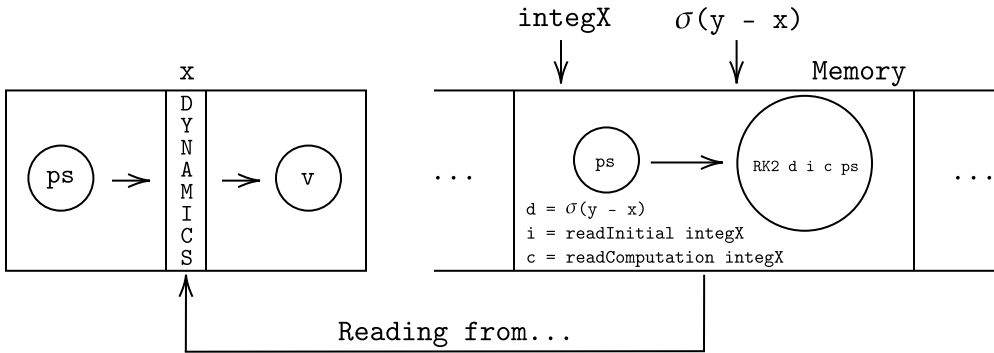 integX
σ(y - x)
x
Memory
DYNAMICS
ps
v
...
ps
RK2 d i c ps
...
d = σ(y - x)
i = readInitial integX
c = readComputation integX
Reading from...